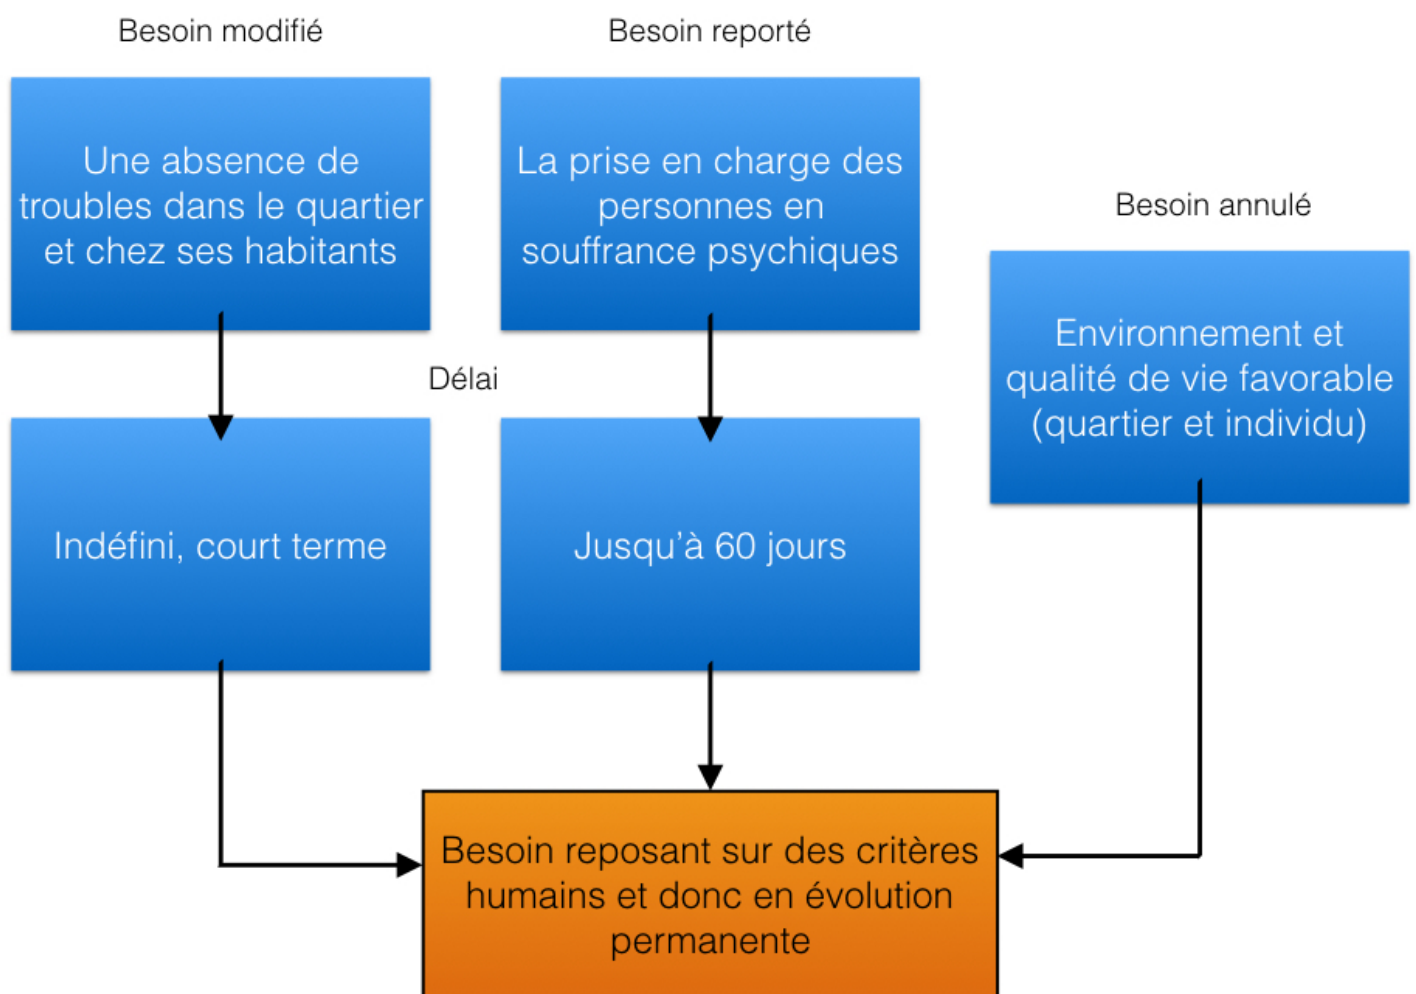 Besoin modifié
Une absence de
troubles dans le quartier
et chez ses habitants
Besoin reporté
La prise en charge des
personnes en
souffrance psychiques
Besoin annulé
Environnement et
qualité de vie favorable
(quartier et individu)
Délai
Indéfini, court terme
Jusqu'à 60 jours
Besoin reposant sur des critères
humains et donc en évolution
permanente